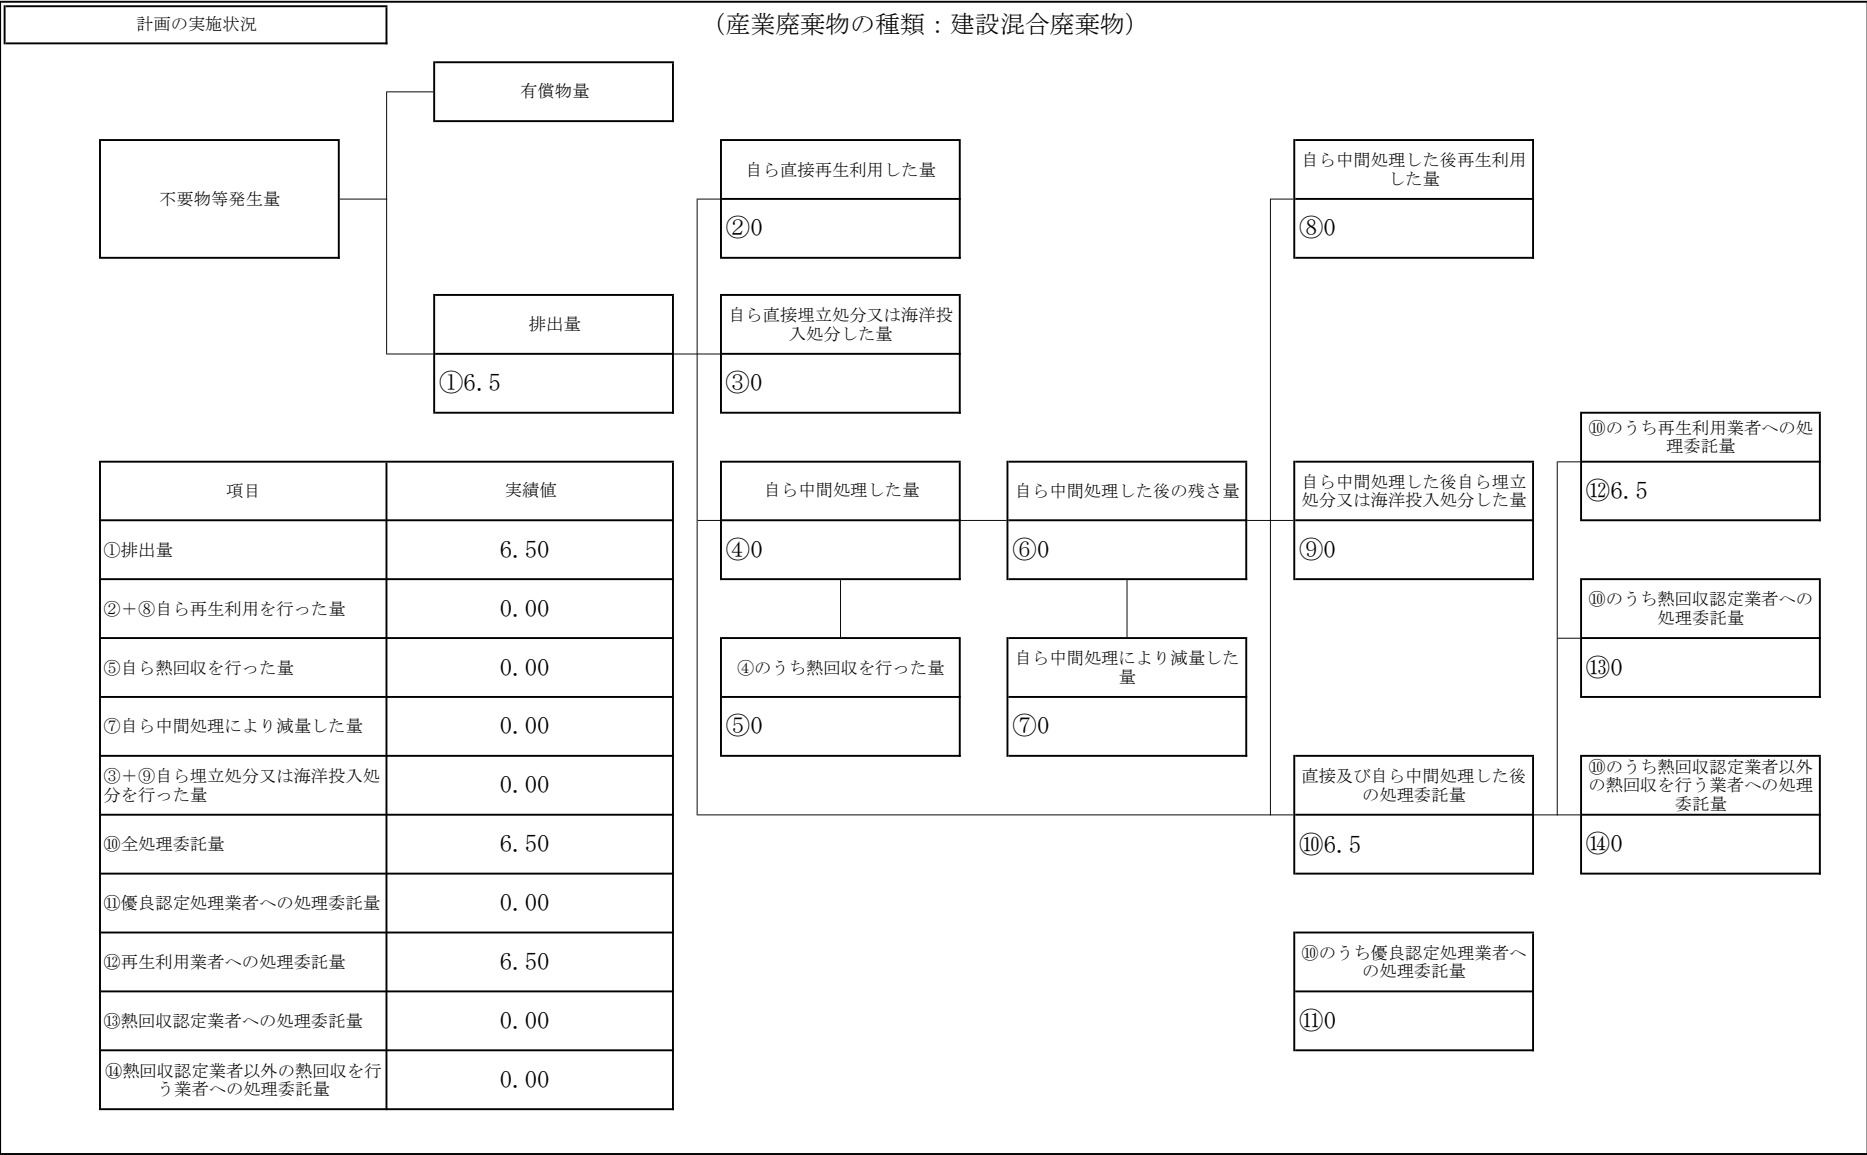 計画の実施状況
（産業廃棄物の種類：建設混合廃棄物）
有償物量
不要物等発生量
自ら直接再生利用した量
②0
自ら中間処理した後再生利用
した量
⑧0
排出量
①6.5
自ら直接埋立処分又は海洋投
入処分した量
③0
⑩のうち再生利用業者への処
理委託量
⑫6.5
自ら中間処理した量
④0
自ら中間処理した後の残さ量
⑥0
自ら中間処理した後自ら埋立
処分又は海洋投入処分した量
⑨0
⑩のうち熱回収認定業者への
処理委託量
⑬0
④のうち熱回収を行った量
⑤0
自ら中間処理により減量した
量
⑦0
直接及び自ら中間処理した後
の処理委託量
⑩6.5
⑩のうち熱回収認定業者以外
の熱回収を行う業者への処理
委託量
⑭0
⑩のうち優良認定処理業者へ
の処理委託量
⑪0
項目 実績値
①排出量 6.50
②＋⑧自ら再生利用を行った量 0.00
⑤自ら熱回収を行った量 0.00
⑦自ら中間処理により減量した量 0.00
③＋⑨自ら埋立処分又は海洋投入処
分を行った量 0.00
⑩全処理委託量 6.50
⑪優良認定処理業者への処理委託量 0.00
⑫再生利用業者への処理委託量 6.50
⑬熱回収認定業者への処理委託量 0.00
⑭熱回収認定業者以外の熱回収を行
う業者への処理委託量 0.00